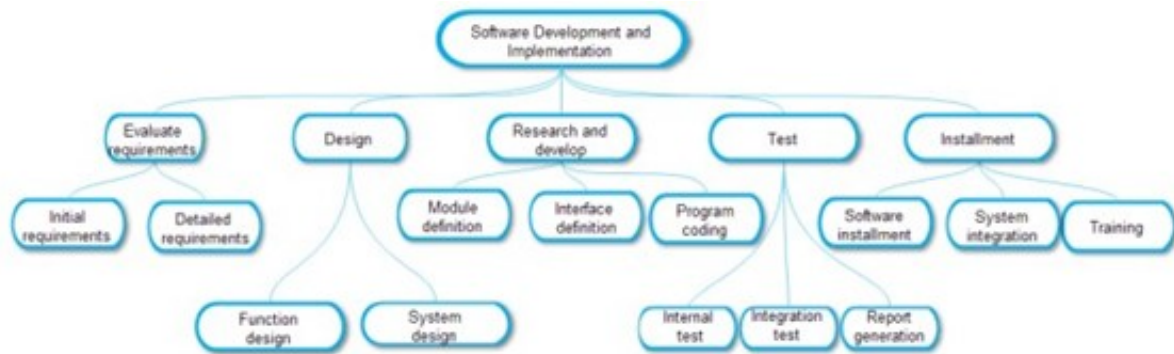 Software Development and
Implementation
Evaluate
requirements
Design
Research and
develop
Test
Installment
Initial
requirements
Detailed
requirements
Module
definition
Interface
definition
Program
coding
Software
installment
System
integration
Training
Function
design
System
design
Internal
test
Integration
test
Report
generation